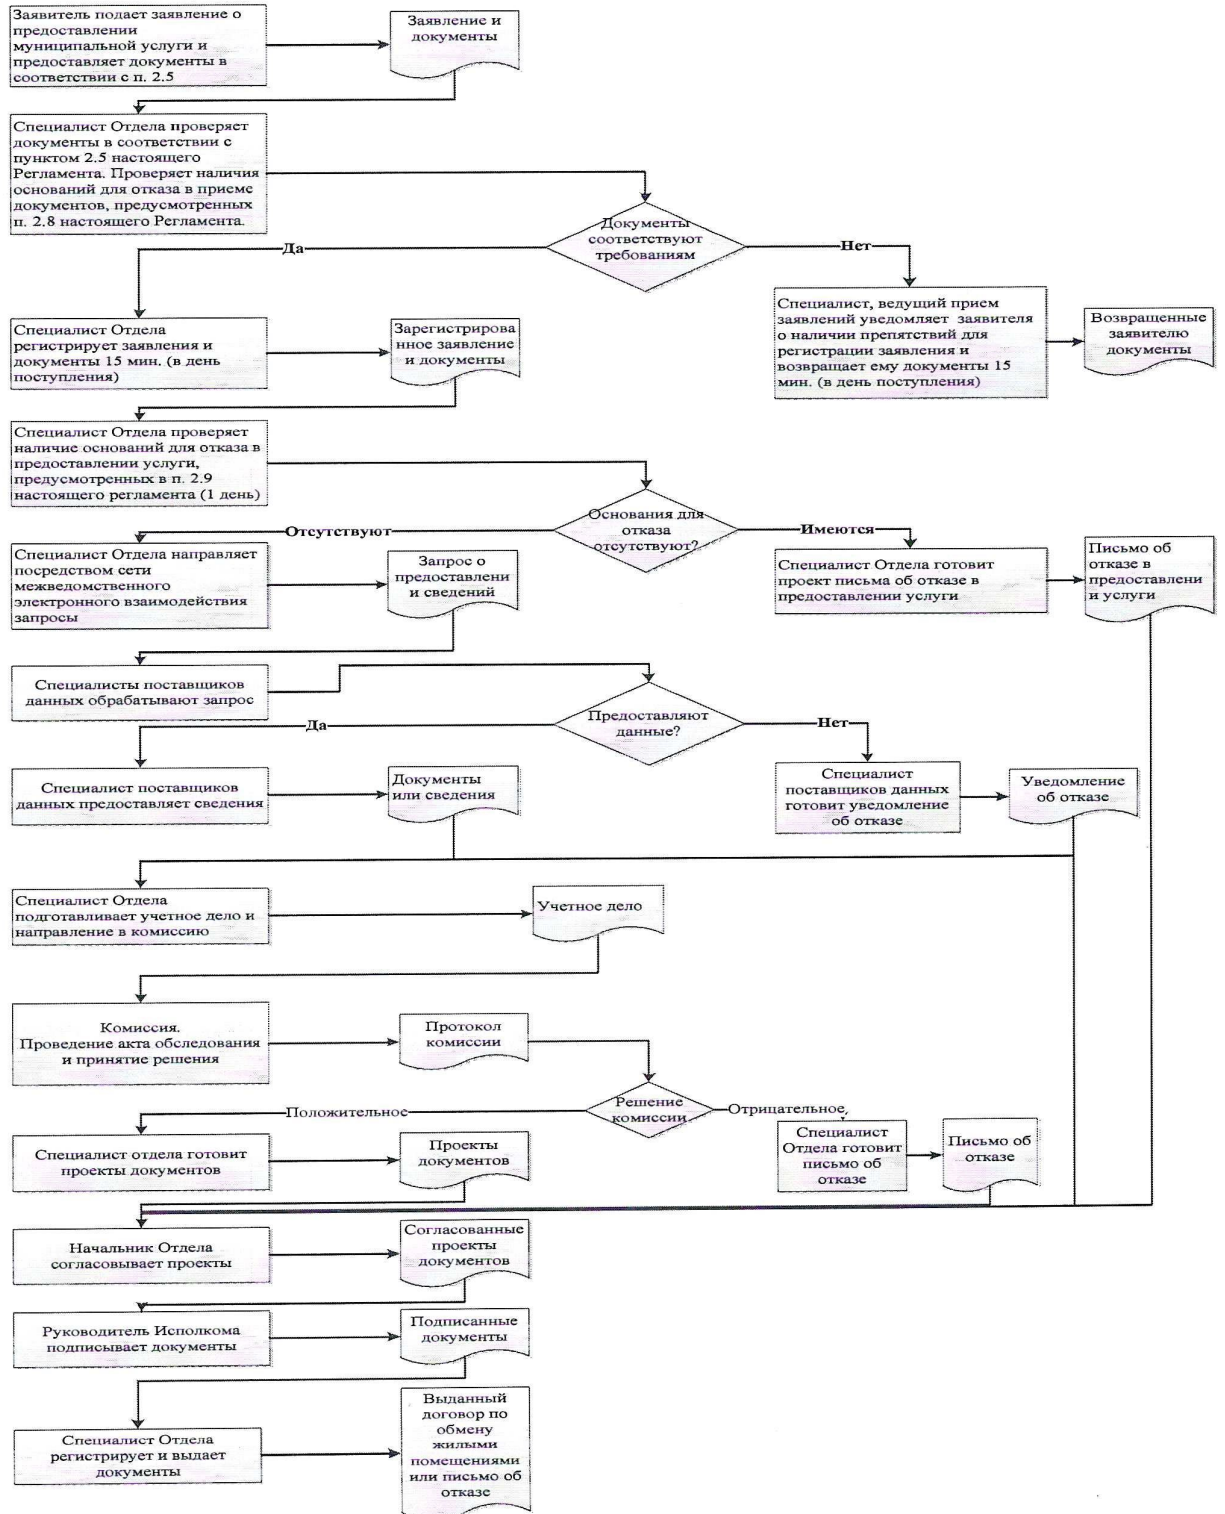 Заявитель подает заявление о
предоставлении
муниципальной услуги и
предоставляет документы в
соответствии с п. 2.5
Заявление и
документы
Специалист Отдела проверяет
документы в соответствии с
пунктом 2.5 настоящего
Регламента. Проверяет наличия
оснований для отказа в приеме
документов, предусмотренных
п. 2.8 настоящего Регламента.
Документы
соответствуют
требованиям
Да
Нет
Специалист Отдела
регистрирует заявления и
документы 15 мин. (в день
поступления)
Зарегистрирова
нное заявление
и документы
Специалист, ведущий прием
заявлений уведомляет заявителя
о наличии препятствий для
регистрации заявления и
возвращает ему документы 15
мин. (в день поступления)
Возвращенные
заявителю
документы
Специалист Отдела проверяет
наличие оснований для отказа в
предоставлении услуги,
предусмотренных в п. 2.9
настоящего регламента (1 день)
Основания для
отказа
отсутствуют?
Отсутствуют
Имеются
Специалист Отдела направляет
посредством сети
межведомственного
электронного взаимодействия
запросы
Запрос о
предоставлени
и сведений
Специалист Отдела готовит
проект письма об отказе в
предоставлении услуги
Письмо об
отказе в
предоставлени
и услуги
Специалисты поставщиков
данных обрабатывают запрос
Предоставляют
данные?
Да
Нет
Специалист поставщиков
данных предоставляет сведения
Документы
или сведения
Специалист
поставщиков данных
готовит уведомление
об отказе
Уведомление
об отказе
Специалист Отдела
подготавливает учетное дело и
направление в комиссию
Учетное дело
Комиссия.
Проведение акта обследования
и принятие решения
Протокол
комиссии
Решение
комиссии
Положительное
Отрицательное
Специалист отдела готовит
проекты документов
Проекты
документов
Специалист
Отдела готовит
письмо об
отказе
Письмо об
отказе
Начальник Отдела
согласовывает проекты
Согласованные
проекты
документов
Руководитель Исполкома
подписывает документы
Подписанные
документы
Специалист Отдела
регистрирует и выдает
документы
Выданный
договор по
обмену
жилыми
помещениями
или письмо об
отказе